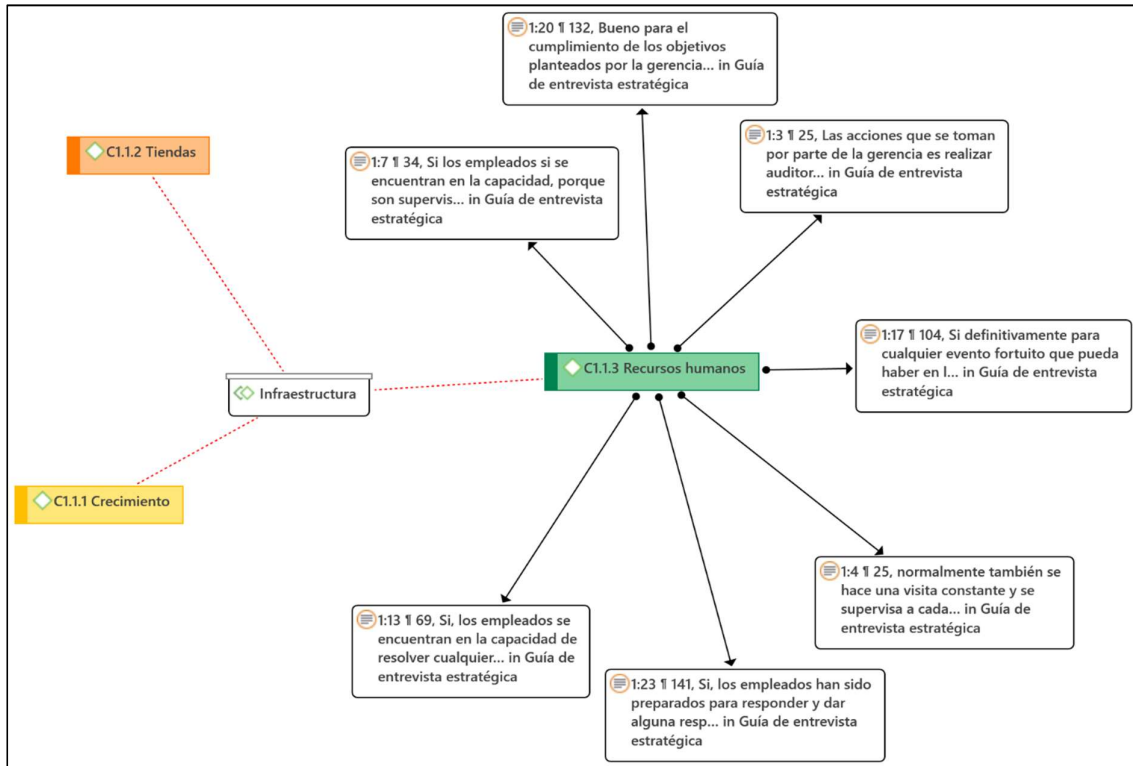 1:20 ¶ 132, Bueno para el
cumplimiento de los objetivos
planteados por la gerencia... in Guía
de entrevista estratégica
C1.1.2 Tiendas
1:7 ¶ 34, Si los empleados si se
encuentran en la capacidad, porque
son supervis... in Guía de entrevista
estratégica
1:3 ¶ 25, Las acciones que se toman
por parte de la gerencia es realizar
auditor... in Guía de entrevista
estratégica
1:17 ¶ 104, Si definitivamente para
cualquier evento fortuito que pueda
haber en l... in Guía de entrevista
estratégica
C1.1.3 Recursos humanos
Infraestructura
C1.1.1 Crecimiento
1:4 ¶ 25, normalmente también se
hace una visita constante y se
supervisa a cada... in Guía de
entrevista estratégica
1:13 ¶ 69, Si, los empleados se
encuentran en la capacidad de
resolver cualquier... in Guía de
entrevista estratégica
1:23 ¶ 141, Si, los empleados han sido
preparados para responder y dar
alguna resp... in Guía de entrevista
estratégica